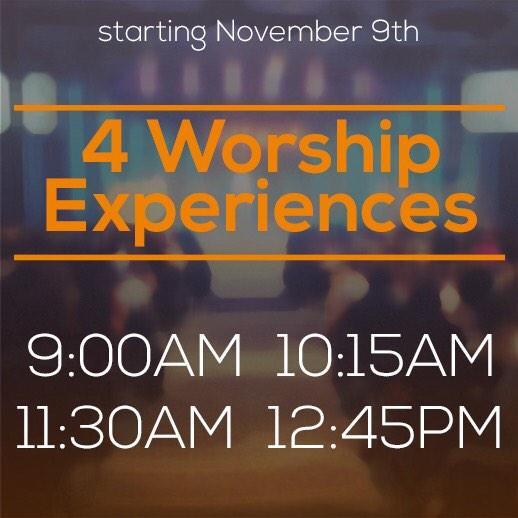 starting November 9th
4 Worship
Experiences
9:00AM 10:15AM
11:30AM 12:45PM